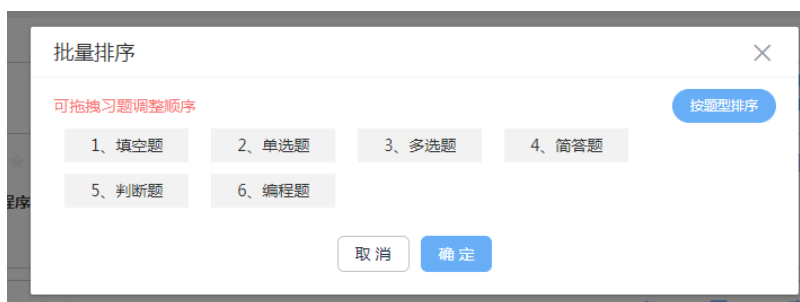 批量排序
可拖拽习题调整顺序
按题型排序
1、填空题 2、单选题 3、多选题 4、简答题
5、判断题 6、编程题
程序
取消 确定